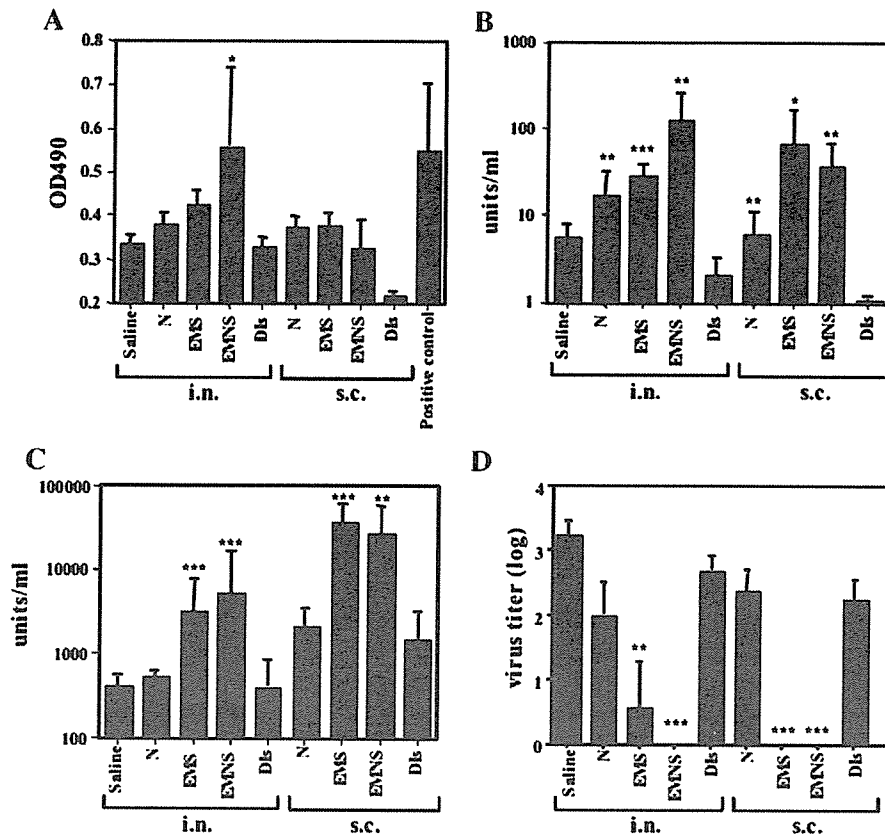 A
OD490
0.8
0.7
0.6
0.5
0.4
0.3
0.2
*
Saline
N
EMS
EMNS
DIs
N
EMS
EMNS
DIs
Positive control
i.n.
s.c.
B
units/ml
1000
100
10
1
**
***
**
**
*
**
Saline
N
EMS
EMNS
DIs
N
EMS
EMNS
DIs
i.n.
s.c.
C
units/ml
100000
10000
1000
100
***
***
***
**
Saline
N
EMS
EMNS
DIs
N
EMS
EMNS
DIs
i.n.
s.c.
D
virus titer (log)
4
3
2
1
0
**
***
***
***
Saline
N
EMS
EMNS
DIs
N
EMS
EMNS
DIs
i.n.
s.c.